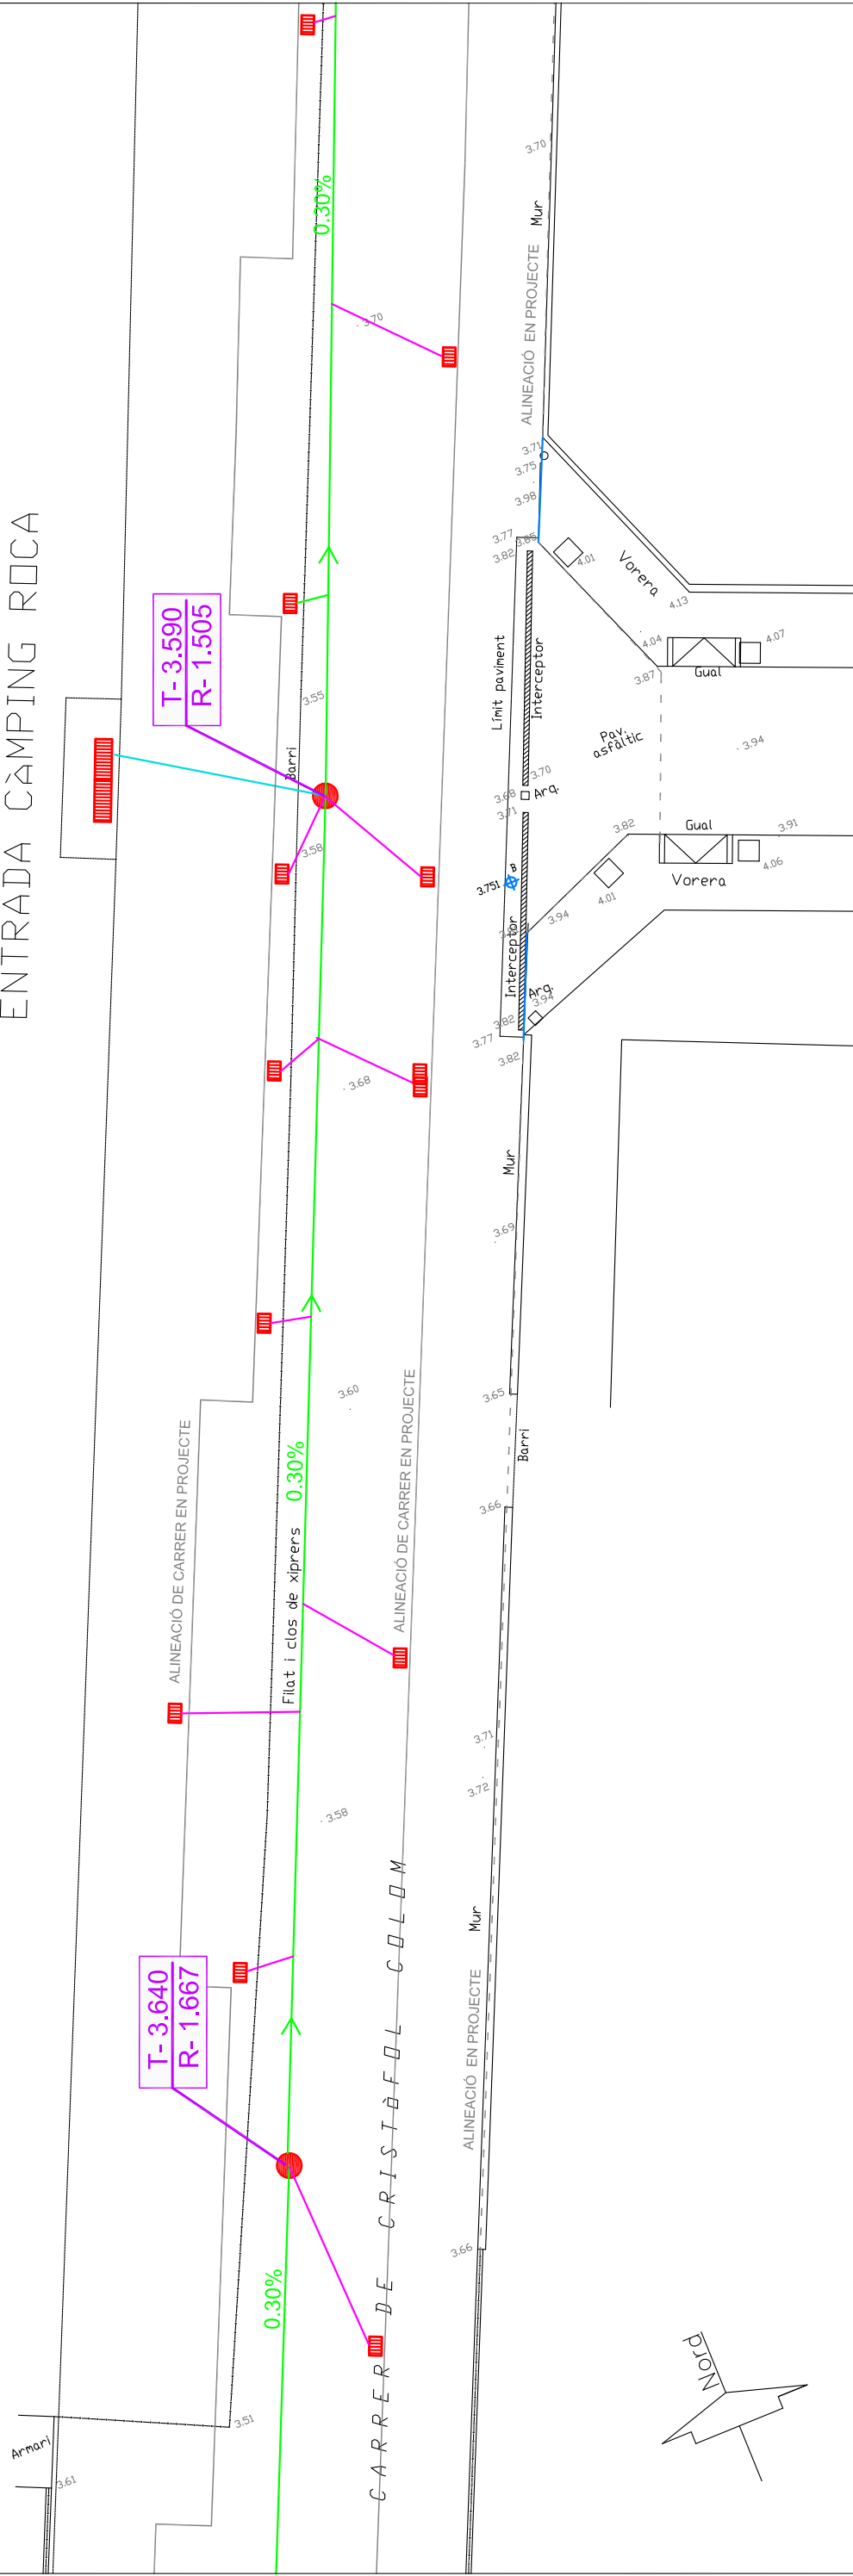 0.30%
3.70
Mur
ALINEACIÓ EN PROJECTE
3.70
3.71
3.75
3.98
3.77
3.85
3.82
4.01
Vorera
4.13
ENTRADA CÀMPING ROCA
T- 3.590
R- 1.505
Límit paviment
Interceptor
4.04
4.07
3.87
Gual
3.55
Barri
Pav.
asfàltic
3.94
3.70
3.68
Arq.
3.71
3.82
Gual
3.91
3.58
4.06
B
3.751
4.01
Vorera
3.94
Interceptor
Arq.
3.94
3.82
3.77
3.82
3.68
Mur
3.69
3.60
3.65
ALINEACIÓ DE CARRER EN PROJECTE
ALINEACIÓ DE CARRER EN PROJECTE
0.30%
Barri
3.66
Filat i clos de xiprers
3.71
3.72
3.58
Mur
T- 3.640
R- 1.667
ALINEACIÓ EN PROJECTE
CARRER DE CRISTÒFOL COLOM
3.66
0.30%
Nord
3.51
Armari
3.61